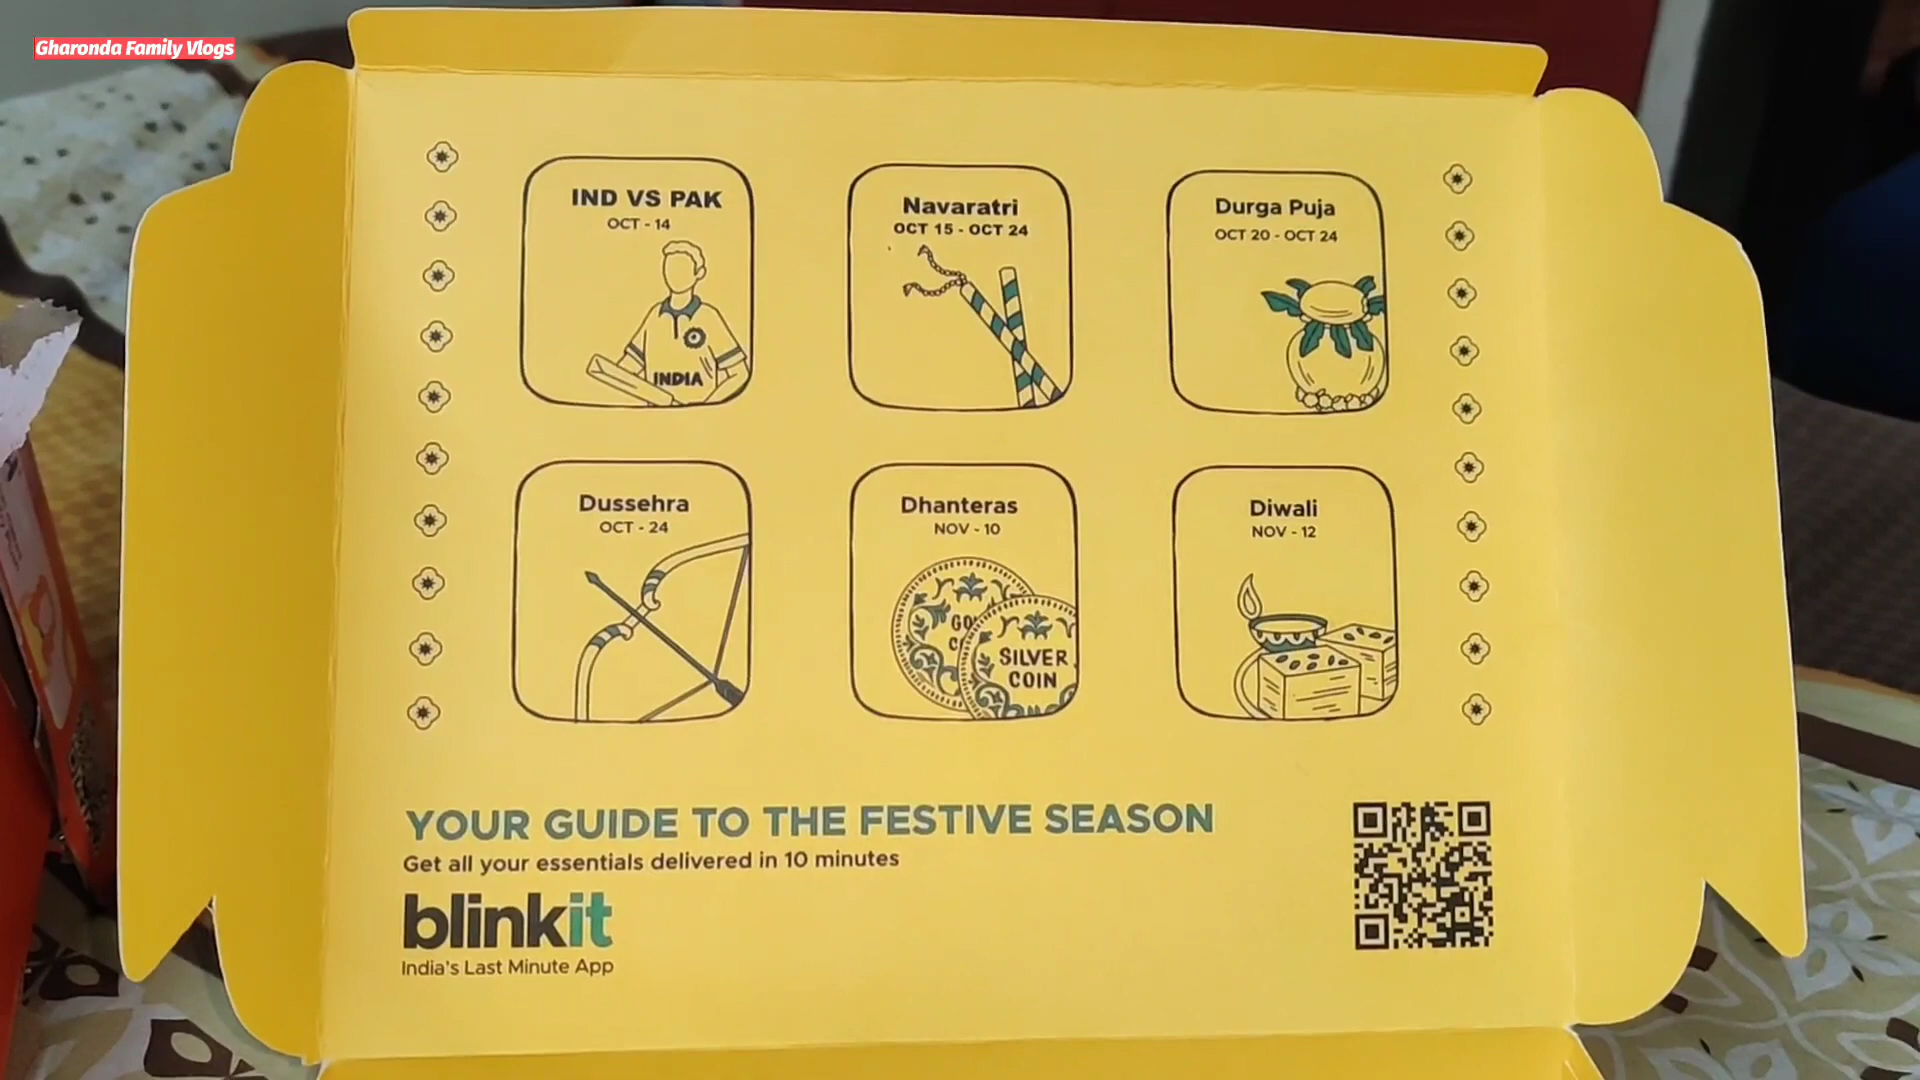 Gharonda Family Vlogs
IND VS PAK
OCT - 14
INDIA
Navaratri
OCT 15 - OCT 24
Durga Puja
OCT 20 - OCT 24
Dussehra
OCT - 24
Dhanteras
NOV - 10
SILVER
COIN
Diwali
NOV - 12
YOUR GUIDE TO THE FESTIVE SEASON
Get all your essentials delivered in 10 minutes
blinkit
India's Last Minute App